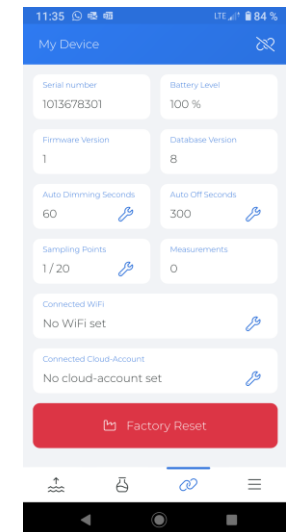 11:35 LTE 84 %
My Device
Serial number Battery Level
1013678301 100 %
Firmware Version Database Version
1 8
Auto Dimming Seconds Auto Off Seconds
60 300
Sampling Points Measurements
1 / 20 0
Connected WiFi
No WiFi set
Connected Cloud-Account
No cloud-account set
Factory Reset